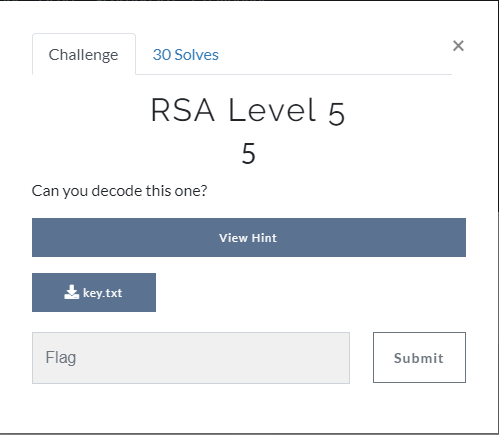 Challenge 30 Solves ×
RSA Level 5
5
Can you decode this one?
View Hint
key.txt
Flag Submit